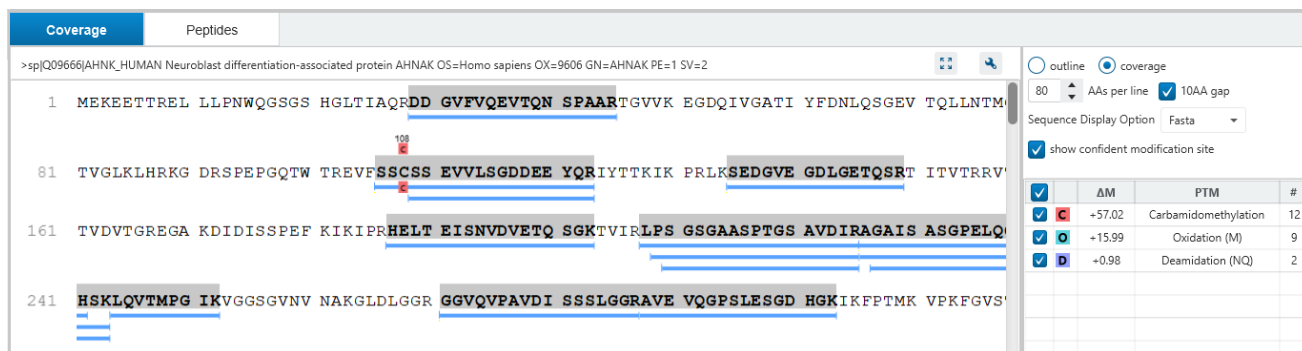 Coverage Peptides
>sp|Q09666|AHNK_HUMAN Neuroblast differentiation-associated protein AHNAK OS=Homo sapiens OX=9606 GN=AHNAK PE=1 SV=2
outline coverage
80 AAs per line 10AA gap
Sequence Display Option Fasta
show confident modification site
ΔM PTM #
C +57.02 Carbamidomethylation 12
O +15.99 Oxidation (M) 9
D +0.98 Deamidation (NQ) 2
1 MEKEETTREL LLPNWQGSGS HGLTIAQRDD GVFVQEVTQN SPAARTGVVK EGDQIVGATI YFDNLQSGEV TQLLNTM
108
C
81 TVGLKLHRKG DRSPEPGQTW TREVFSSCSS EVVLSGDDEE YQRIYTTKIK PRLKSEDGVE GDLGETQSRT ITVTRRV
C
161 TVDVTGREGA KDIDISSPEF KIKIPRHELT EISNVDVETQ SGKTVIRLPS GSGAASPTGS AVDIRAGAIS ASGPELQ
241 HSKLQVTMPG IKVGGSGVNV NAKGLDLGGR GGVQVPAVDI SSSLGGRAVE VQGPSLESGD HGKIKFPTMK VPKFGVS